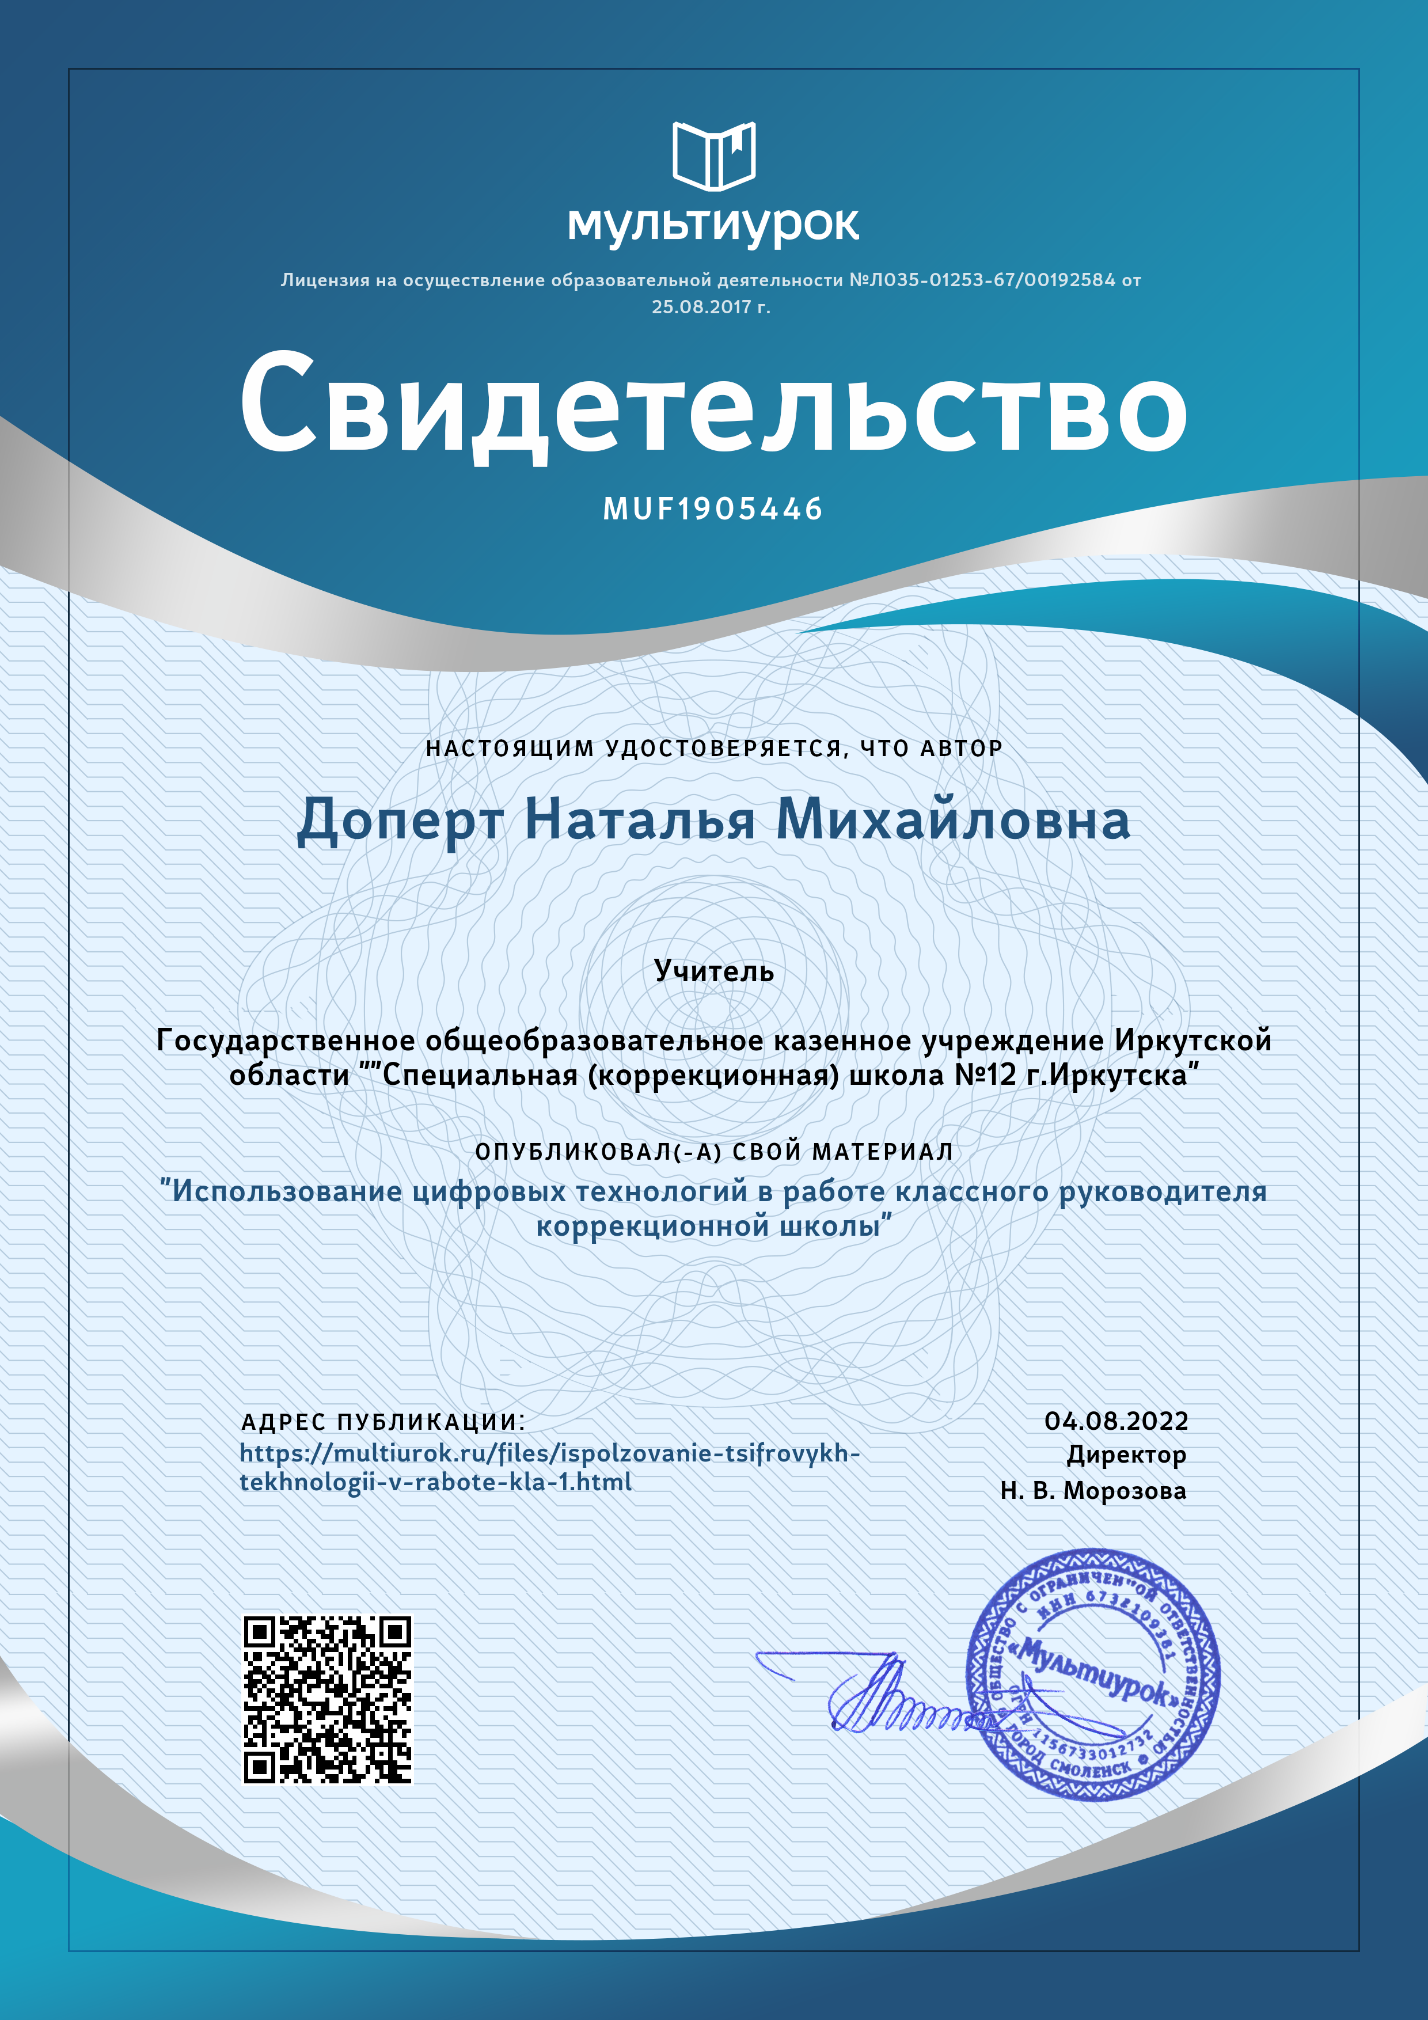 мультиурок
Лицензия на осуществление образовательной деятельности №Л035-01253-67/00192584 от
25.08.2017 г.
Свидетельство
MUF1905446
НАСТОЯЩИМ УДОСТОВЕРЯЕТСЯ, ЧТО АВТОР
Доперт Наталья Михайловна
Учитель
Государственное общеобразовательное казенное учреждение Иркутской
области ""Специальная (коррекционная) школа №12 г.Иркутска"
ОПУБЛИКОВАЛ(-А) СВОЙ МАТЕРИАЛ
"Использование цифровых технологий в работе классного руководителя
коррекционной школы"
АДРЕС ПУБЛИКАЦИИ:
https://multiurok.ru/files/ispolzovanie-tsifrovykh-
tekhnologii-v-rabote-kla-1.html
04.08.2022
Директор
Н. В. Морозова
ОБЩЕСТВО С ОГРАНИЧЕННОЙ ОТВЕТСТВЕННОСТЬЮ
ИНН 6732109381
«Мультиурок»
ОГРН 1156733012732
ГОРОД СМОЛЕНСК